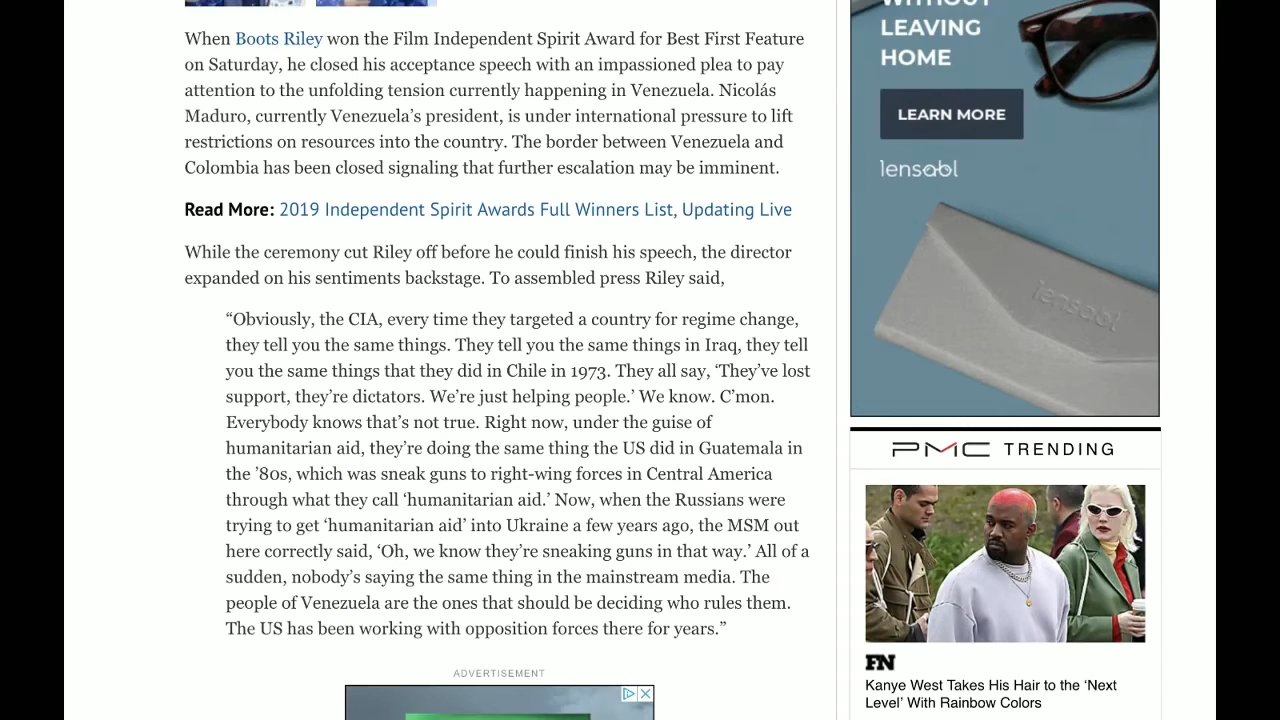 When Boots Riley won the Film Independent Spirit Award for Best First Feature
on Saturday, he closed his acceptance speech with an impassioned plea to pay
attention to the unfolding tension currently happening in Venezuela. Nicolás
Maduro, currently Venezuela’s president, is under international pressure to lift
restrictions on resources into the country. The border between Venezuela and
Colombia has been closed signaling that further escalation may be imminent.
Read More: 2019 Independent Spirit Awards Full Winners List, Updating Live
While the ceremony cut Riley off before he could finish his speech, the director
expanded on his sentiments backstage. To assembled press Riley said,
“Obviously, the CIA, every time they targeted a country for regime change,
they tell you the same things. They tell you the same things in Iraq, they tell
you the same things that they did in Chile in 1973. They all say, ‘They’ve lost
support, they’re dictators. We’re just helping people.’ We know. C’mon.
Everybody knows that’s not true. Right now, under the guise of
humanitarian aid, they’re doing the same thing the US did in Guatemala in
the ’80s, which was sneak guns to right-wing forces in Central America
through what they call ‘humanitarian aid.’ Now, when the Russians were
trying to get ‘humanitarian aid’ into Ukraine a few years ago, the MSM out
here correctly said, ‘Oh, we know they’re sneaking guns in that way.’ All of a
sudden, nobody’s saying the same thing in the mainstream media. The
people of Venezuela are the ones that should be deciding who rules them.
The US has been working with opposition forces there for years.”
ADVERTISEMENT
WITHOUT
LEAVING
HOME
LEARN MORE
lensabl
lensabl
PMC TRENDING
FN
Kanye West Takes His Hair to the ‘Next
Level’ With Rainbow Colors